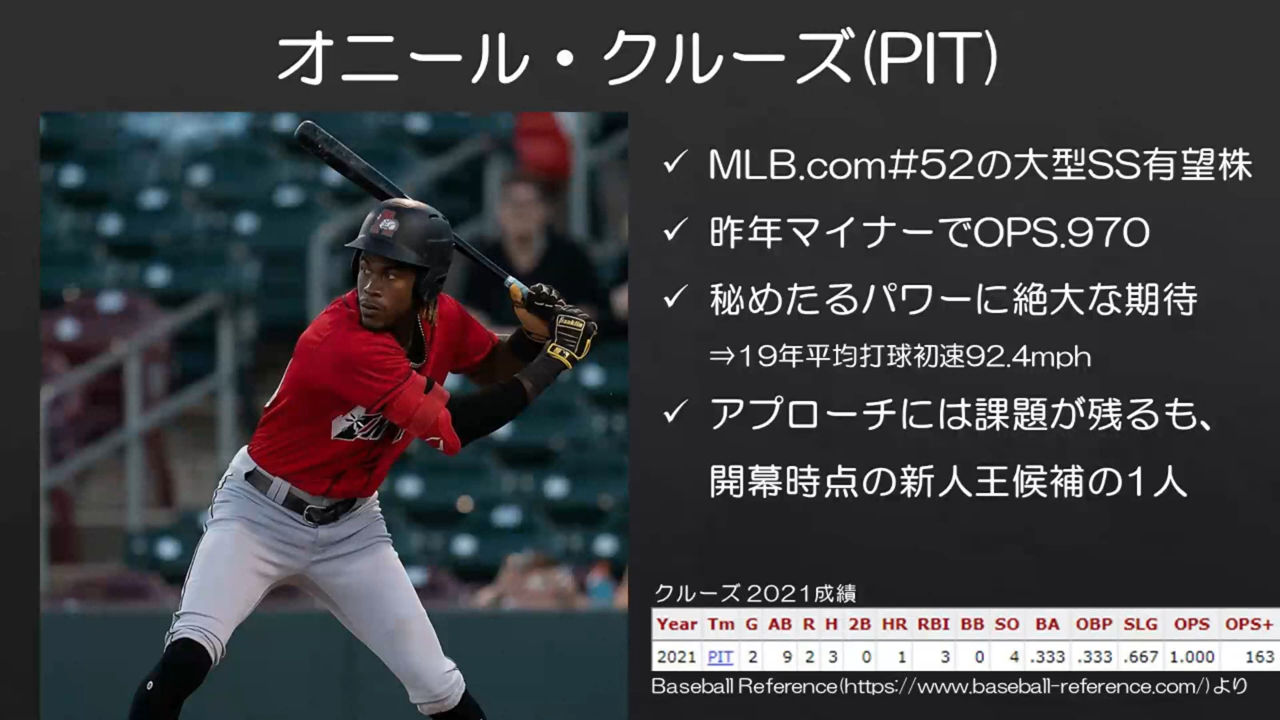 オニール・クルーズ(PIT)
✓ MLB.com#52の大型SS有望株
✓ 昨年マイナーでOPS.970
✓ 秘めたるパワーに絶大な期待
⇒19年平均打球初速92.4mph
✓ アプローチには課題が残るも、
開幕時点の新人王候補の1人
クルーズ2021成績
Year Tm G AB R H 2B HR RBI BB SO BA OBP SLG OPS OPS+
2021 PIT 2 9 2 3 0 1 3 0 4 .333 .333 .667 1.000 163
Baseball Reference(https://www.baseball-reference.com/)より